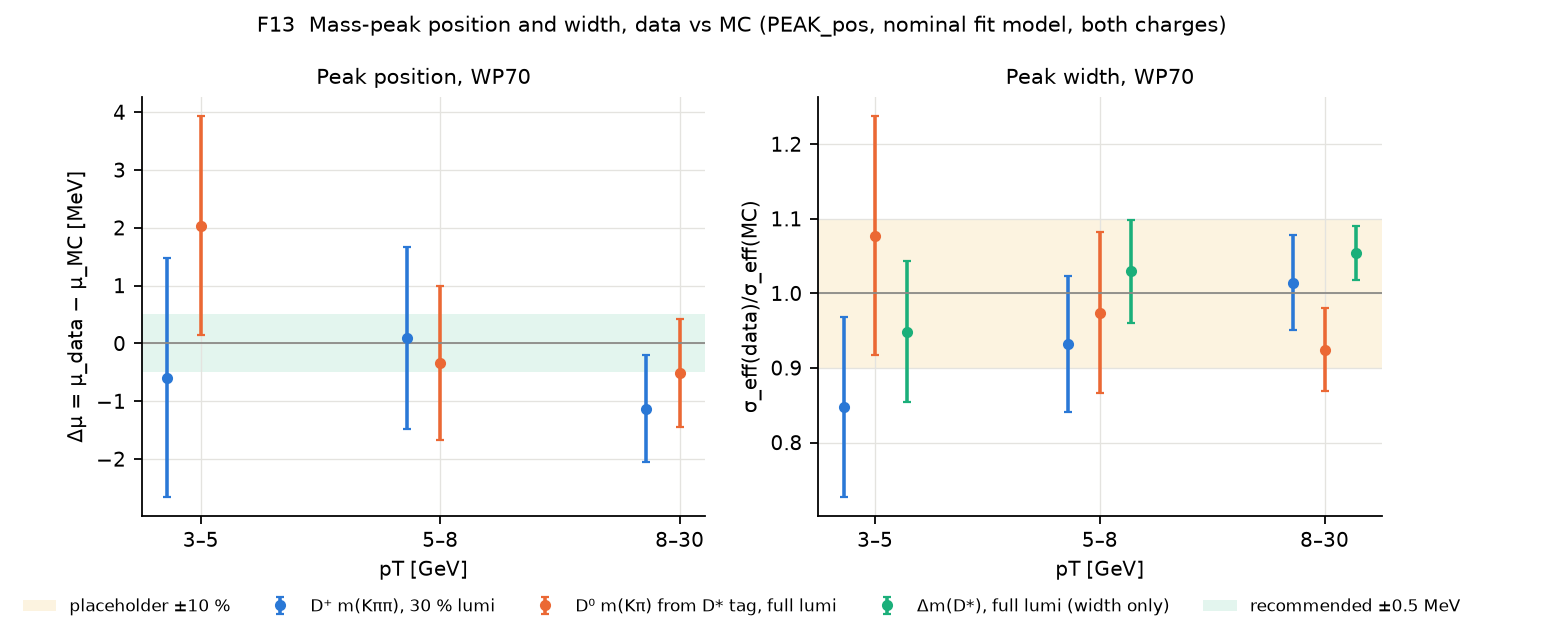 F13  Mass-peak position and width, data vs MC (PEAK_pos, nominal fit model, both charges)
Peak position, WP70
Δμ = μ_data − μ_MC [MeV]
4
3
2
1
0
−1
−2
3–5
5–8
8–30
pT [GeV]
Peak width, WP70
σ_eff(data)/σ_eff(MC)
1.2
1.1
1.0
0.9
0.8
3–5
5–8
8–30
pT [GeV]
placeholder ±10 %
D⁺ m(Kππ), 30 % lumi
D⁰ m(Kπ) from D* tag, full lumi
Δm(D*), full lumi (width only)
recommended ±0.5 MeV